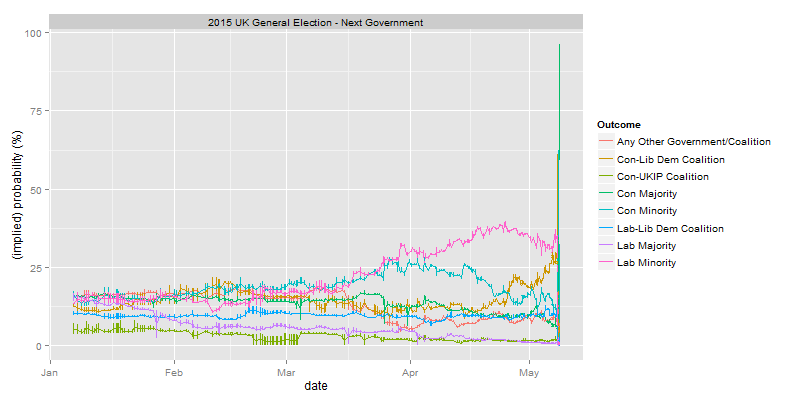 2015 UK General Election - Next Government
100
75
50
25
0
(implied) probability (%)
Jan Feb Mar Apr May
date
Outcome
Any Other Government/Coalition
Con-Lib Dem Coalition
Con-UKIP Coalition
Con Majority
Con Minority
Lab-Lib Dem Coalition
Lab Majority
Lab Minority